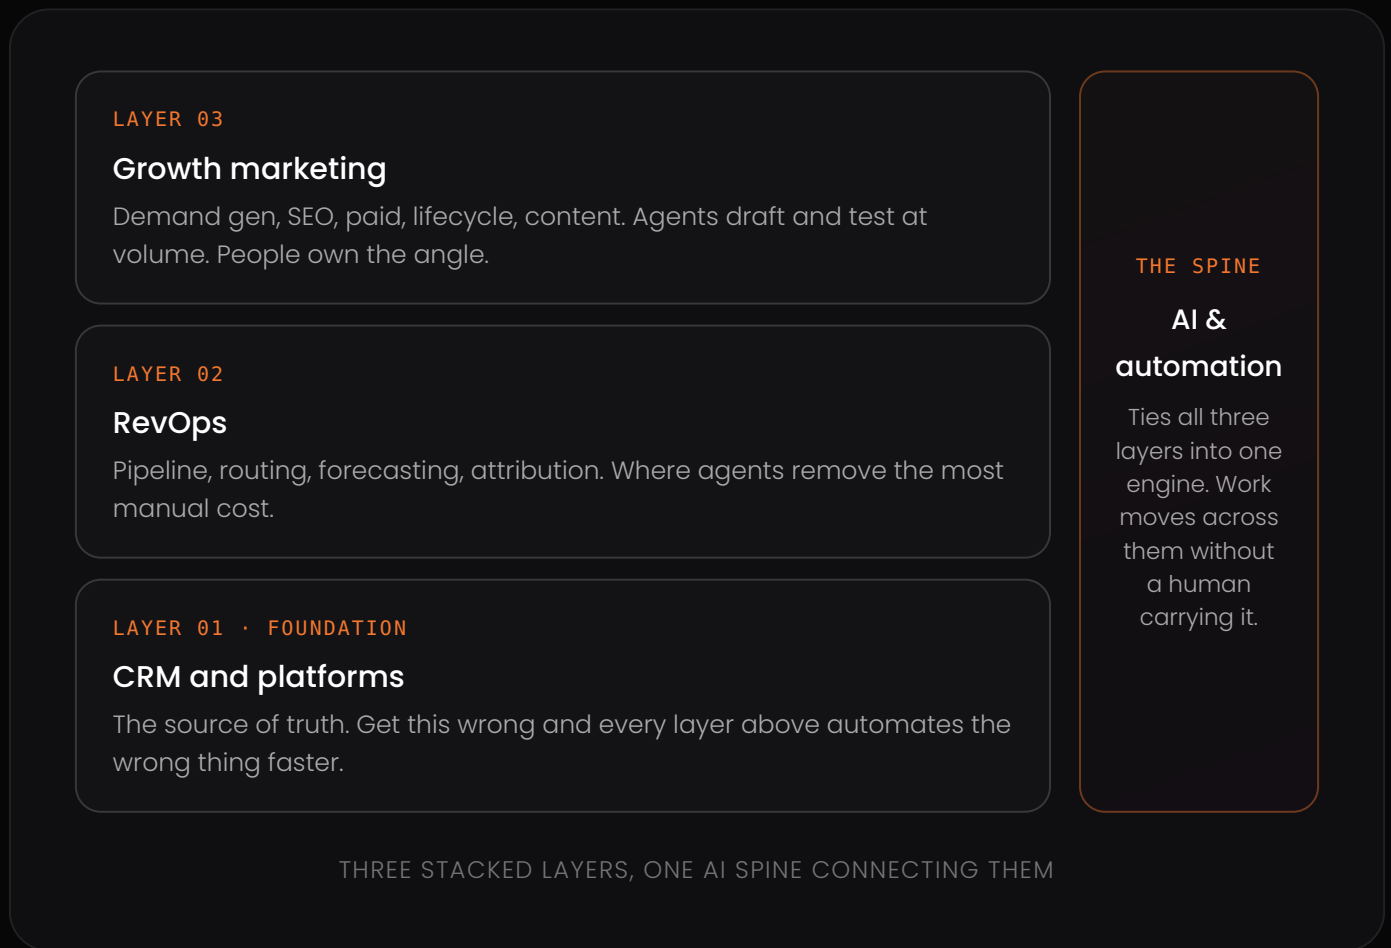 LAYER 03
Growth marketing
Demand gen, SEO, paid, lifecycle, content. Agents draft and test at
volume. People own the angle.
LAYER 02
RevOps
Pipeline, routing, forecasting, attribution. Where agents remove the most
manual cost.
LAYER 01 · FOUNDATION
CRM and platforms
The source of truth. Get this wrong and every layer above automates the
wrong thing faster.
THE SPINE
AI &
automation
Ties all three
layers into one
engine. Work
moves across
them without
a human
carrying it.
THREE STACKED LAYERS, ONE AI SPINE CONNECTING THEM